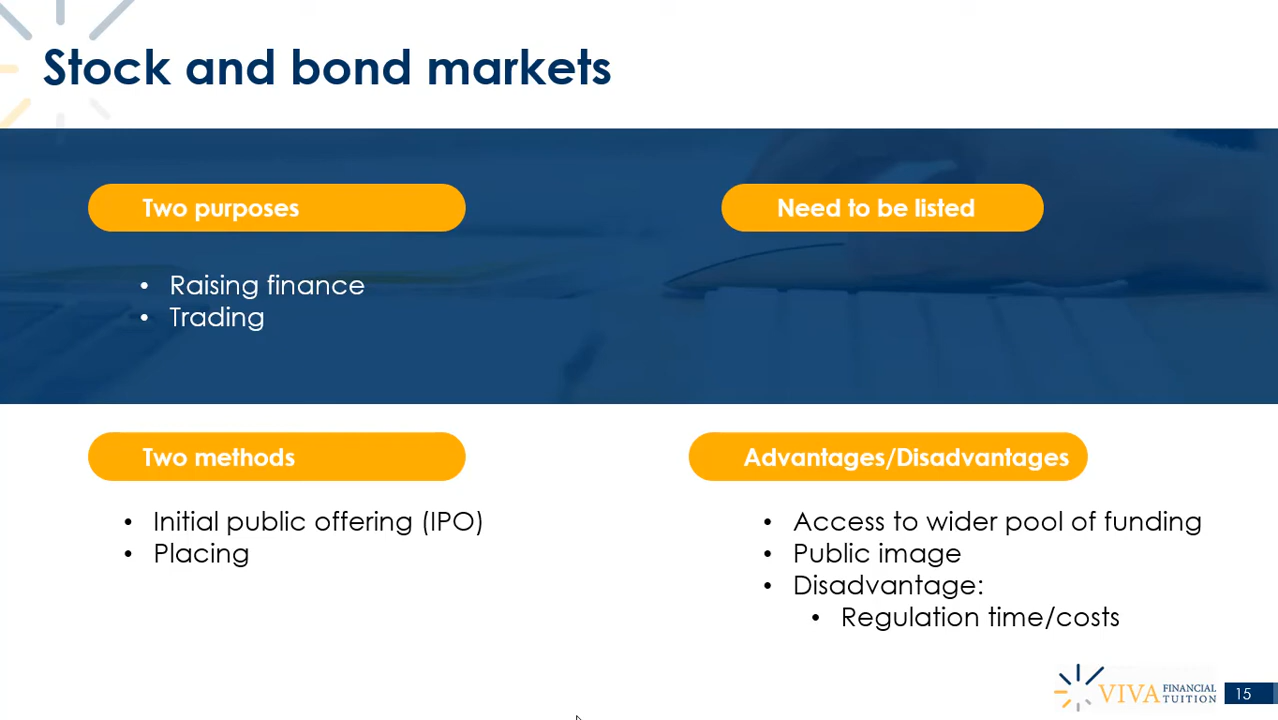 Stock and bond markets
Two purposes
• Raising finance
• Trading
Need to be listed
Two methods
• Initial public offering (IPO)
• Placing
Advantages/Disadvantages
• Access to wider pool of funding
• Public image
• Disadvantage:
• Regulation time/costs
VIVA FINANCIAL TUITION
15